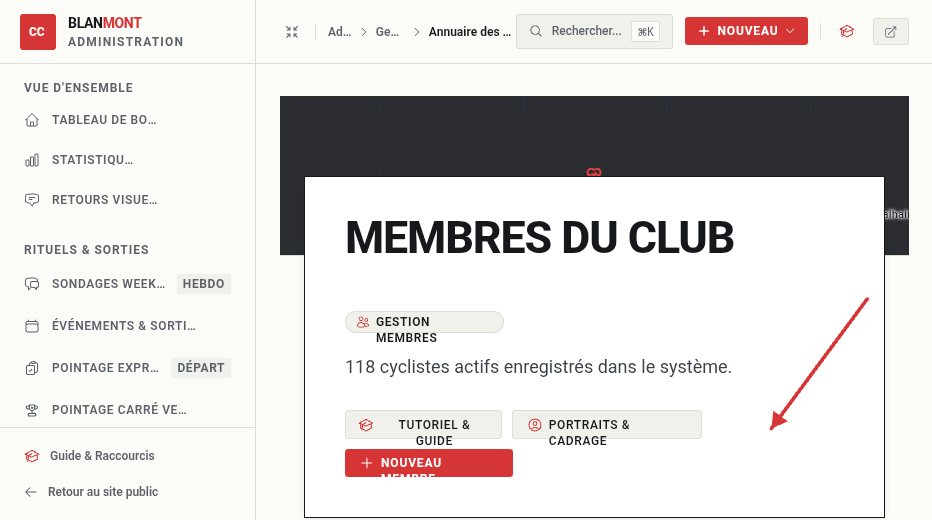 CC
BLANMONT
ADMINISTRATION
VUE D'ENSEMBLE
TABLEAU DE BO...
STATISTIQU...
RETOURS VISUE...
RITUELS & SORTIES
SONDAGES WEEK... HEBDO
ÉVÉNEMENTS & SORTI...
POINTAGE EXPR... DÉPART
POINTAGE CARRÉ VE...
Guide & Raccourcis
Retour au site public
Ad... > Ge... > Annuaire des ...
Rechercher... ⌘K
+ NOUVEAU
MEMBRES DU CLUB
GESTION
MEMBRES
118 cyclistes actifs enregistrés dans le système.
TUTORIEL &
GUIDE
PORTRAITS &
CADRAGE
+ NOUVEAU
MEMBRE